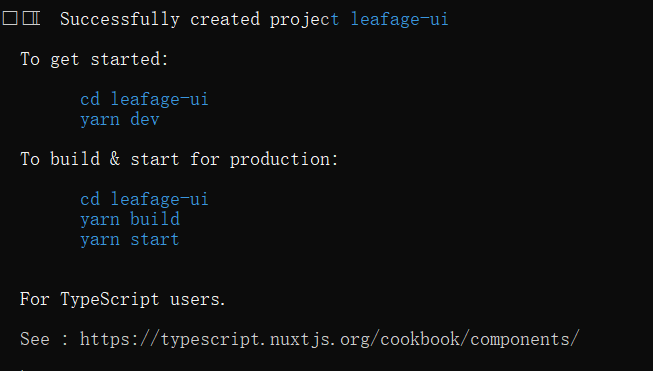 Successfully created project leafage-ui
To get started:
cd leafage-ui
yarn dev
To build & start for production:
cd leafage-ui
yarn build
yarn start
For TypeScript users.
See : https://typescript.nuxtjs.org/cookbook/components/